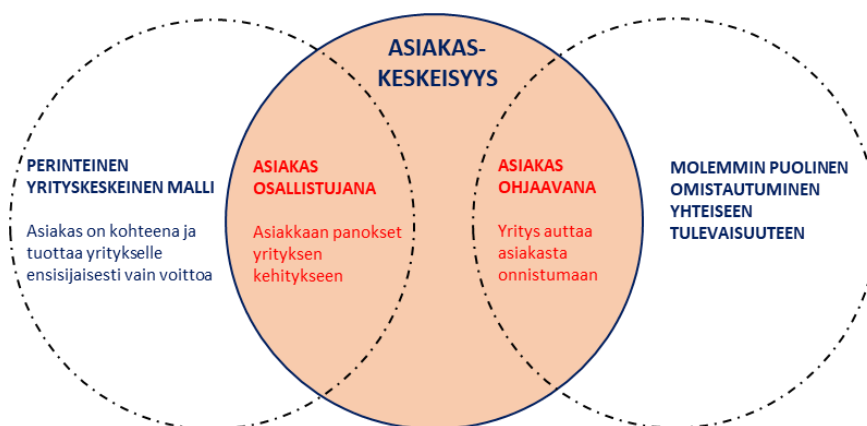 ASIAKAS-
KESKEISYYS
PERINTEINEN
YRITYSKESKEINEN MALLI
Asiakas on kohteena ja
tuottaa yritykselle
ensisijaisesti vain voittoa
ASIAKAS
OSALLISTUJANA
Asiakkaan panokset
yrityksen
kehitykseen
ASIAKAS
OHJAAVANA
Yritys auttaa
asiakasta
onnistumaan
MOLEMMIN PUOLINEN
OMISTAUTUMINEN
YHTEISEEN
TULEVAISUUTEEN